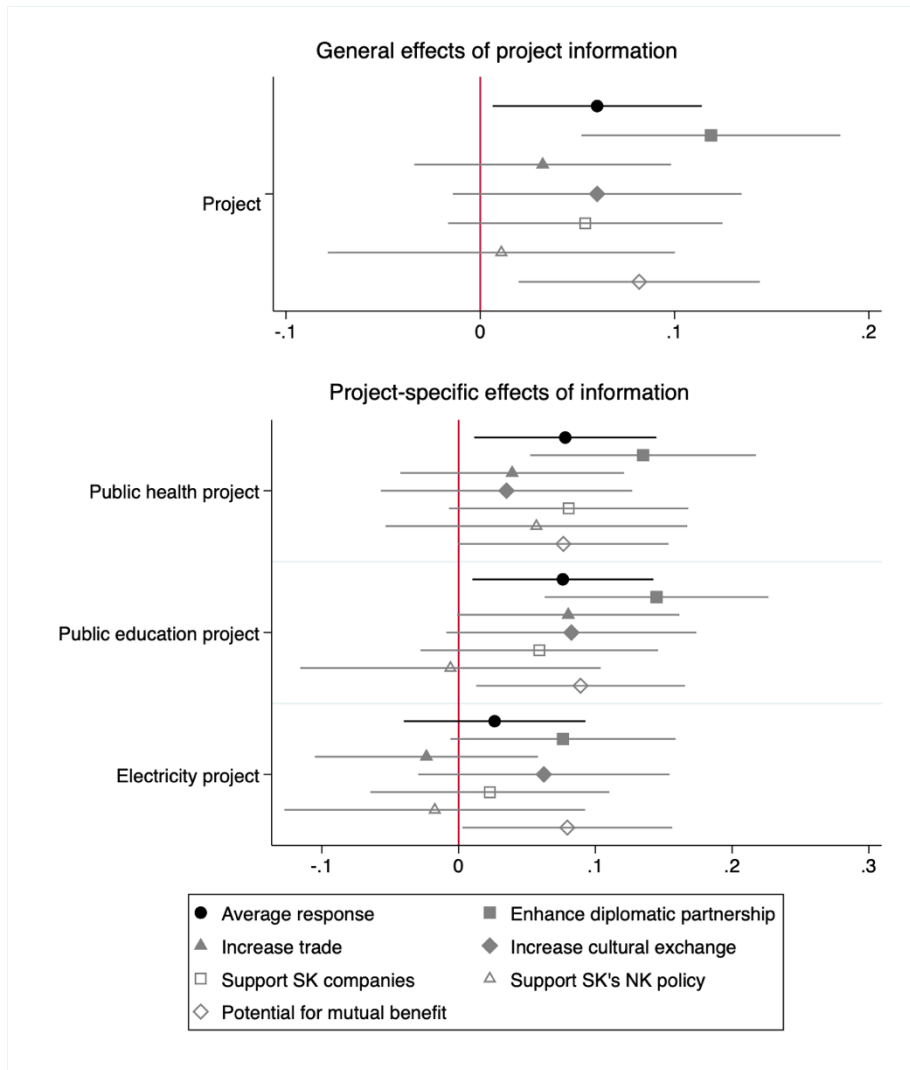 General effects of project information
Project
-.1 0 .1 .2
Project-specific effects of information
Public health project
Public education project
Electricity project
-.1 0 .1 .2 .3
Average response Enhance diplomatic partnership
Increase trade Increase cultural exchange
Support SK companies Support SK's NK policy
Potential for mutual benefit